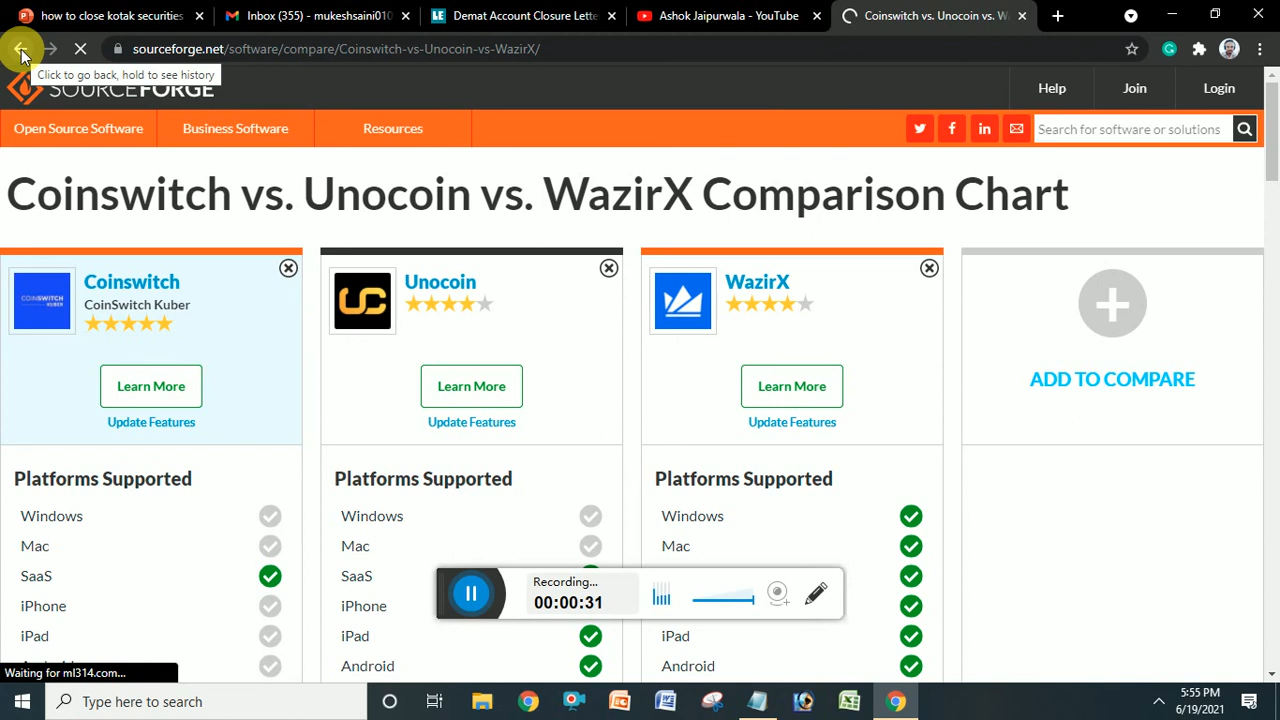 how to close kotak securities
Inbox (355) - mukeshsaini010
Demat Account Closure Lette
Ashok Jaipurwala - YouTube
Coinswitch vs. Unocoin vs. Wa
sourceforge.net/software/compare/Coinswitch-vs-Unocoin-vs-WazirX/
Click to go back, hold to see history
SOURCEFORGE
Help
Join
Login
Open Source Software
Business Software
Resources
Search for software or solutions
Coinswitch vs. Unocoin vs. WazirX Comparison Chart
COINSWITCH
KUBER
Coinswitch
CoinSwitch Kuber
Learn More
Update Features
Platforms Supported
Windows
Mac
SaaS
iPhone
iPad
UC
Unocoin
Learn More
Update Features
Platforms Supported
Windows
Mac
SaaS
iPhone
iPad
Android
WazirX
Learn More
Update Features
Platforms Supported
Windows
Mac
iPad
Android
ADD TO COMPARE
Recording...
00:00:31
Waiting for ml314.com...
Type here to search
5:55 PM
6/19/2021